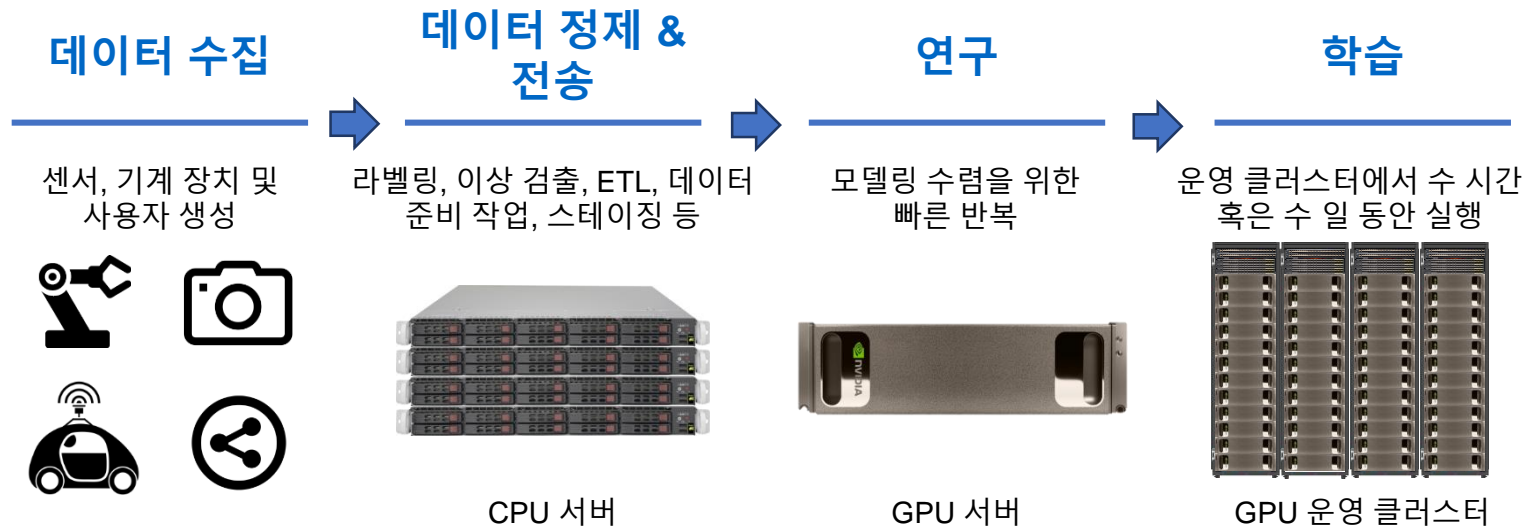 데이터 수집
센서, 기계 장치 및
사용자 생성
데이터 정제 &
전송
라벨링, 이상 검출, ETL, 데이터
준비 작업, 스테이징 등
CPU 서버
연구
모델링 수렴을 위한
빠른 반복
NVIDIA
GPU 서버
학습
운영 클러스터에서 수 시간
혹은 수 일 동안 실행
GPU 운영 클러스터